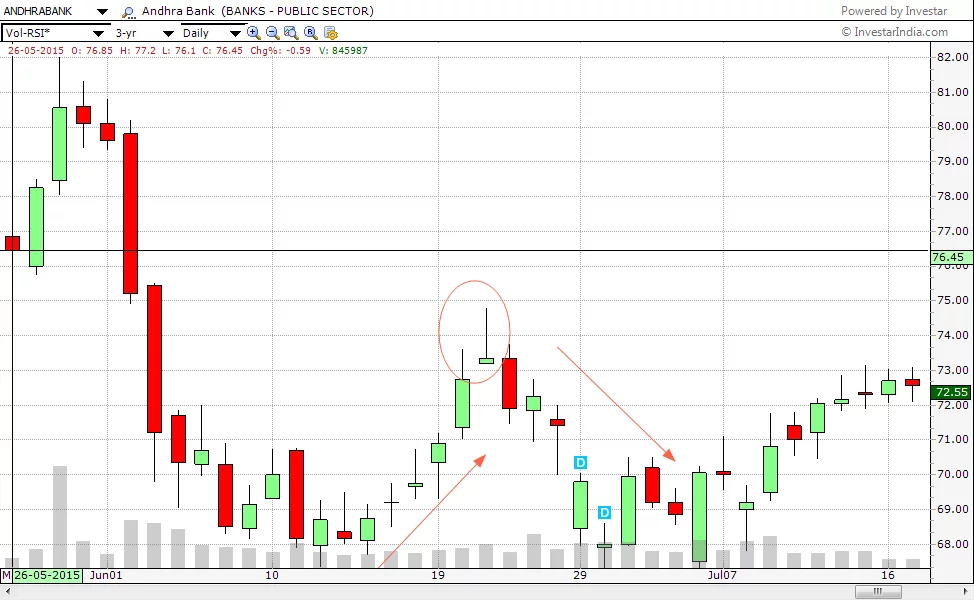 ANDHRABANK Andhra Bank (BANKS - PUBLIC SECTOR) Powered by Investar
Vol-RSI* 3-yr Daily © InvestarIndia.com
26-05-2015 O: 76.85 H: 77.2 L: 76.1 C: 76.45 Chg%: -0.59 V: 845987
82.00
81.00
80.00
79.00
78.00
77.00
76.45
76.00
75.00
74.00
73.00
72.55
72.00
71.00
D
70.00
69.00
D
68.00
M 26-05-2015 Jun01 10 19 29 Jul07 16